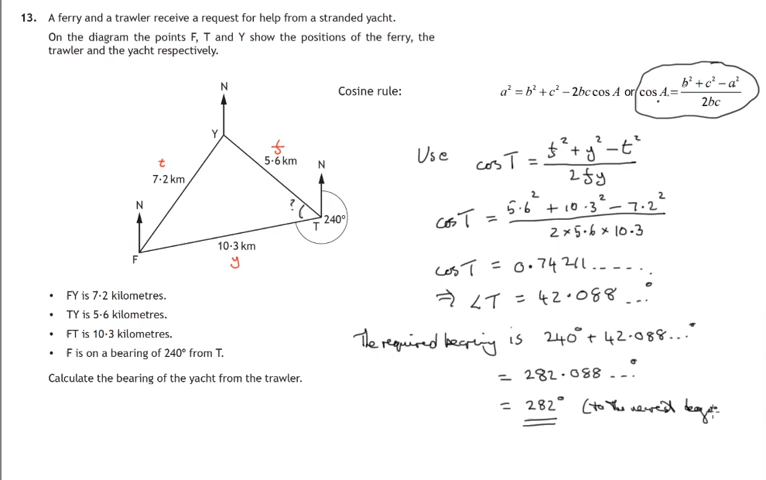 13. A ferry and a trawler receive a request for help from a stranded yacht.
On the diagram the points F, T and Y show the positions of the ferry, the
trawler and the yacht respectively.
Cosine rule: a² = b² + c² − 2bc cos A or cos A = (b² + c² − a²)/2bc
N
Y
t
7·2 km
f
5·6 km
N
N
?
T
240°
F
10·3 km
y
Use cos T = (f² + y² − t²)/2fy
cos T = (5·6² + 10·3² − 7·2²)/(2 × 5·6 × 10·3)
cos T = 0.74211.....
⇒ ∠T = 42.088...°
• FY is 7·2 kilometres.
• TY is 5·6 kilometres.
• FT is 10·3 kilometres.
• F is on a bearing of 240° from T.
Calculate the bearing of the yacht from the trawler.
The required bearing is 240° + 42.088...°
= 282.088...°
= 282° (to the nearest